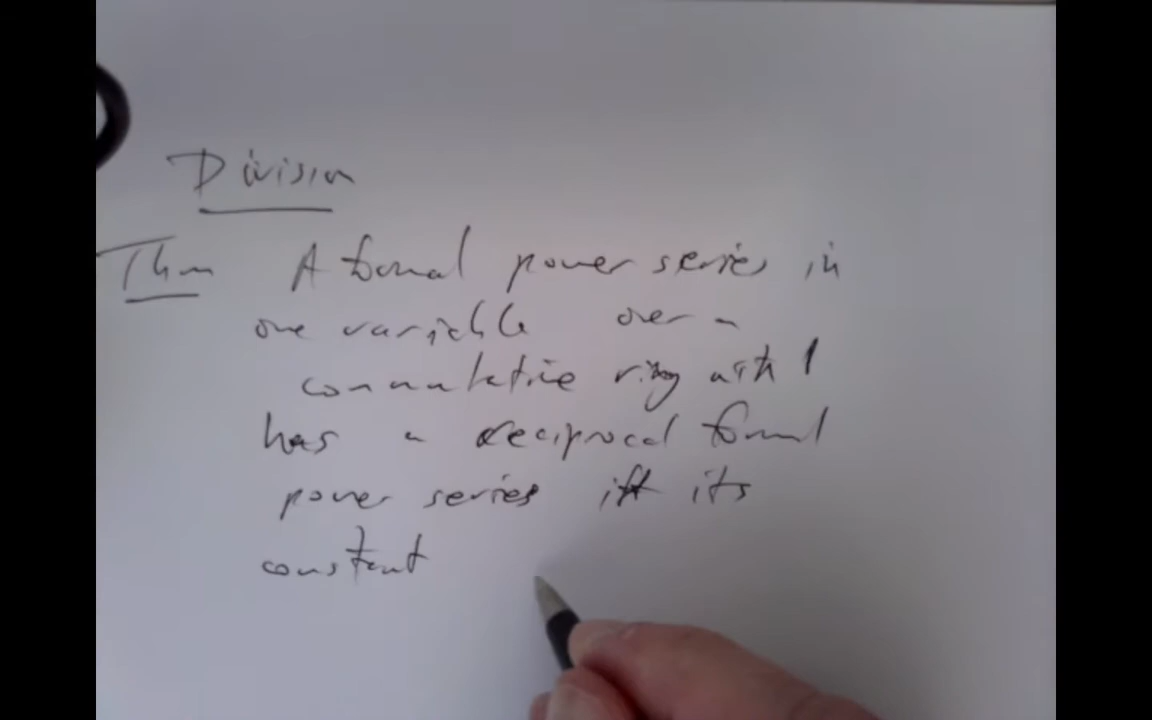 Division
Thm A formal power series in
one variable over a
commutative ring with 1
has a reciprocal formal
power series iff its
constant